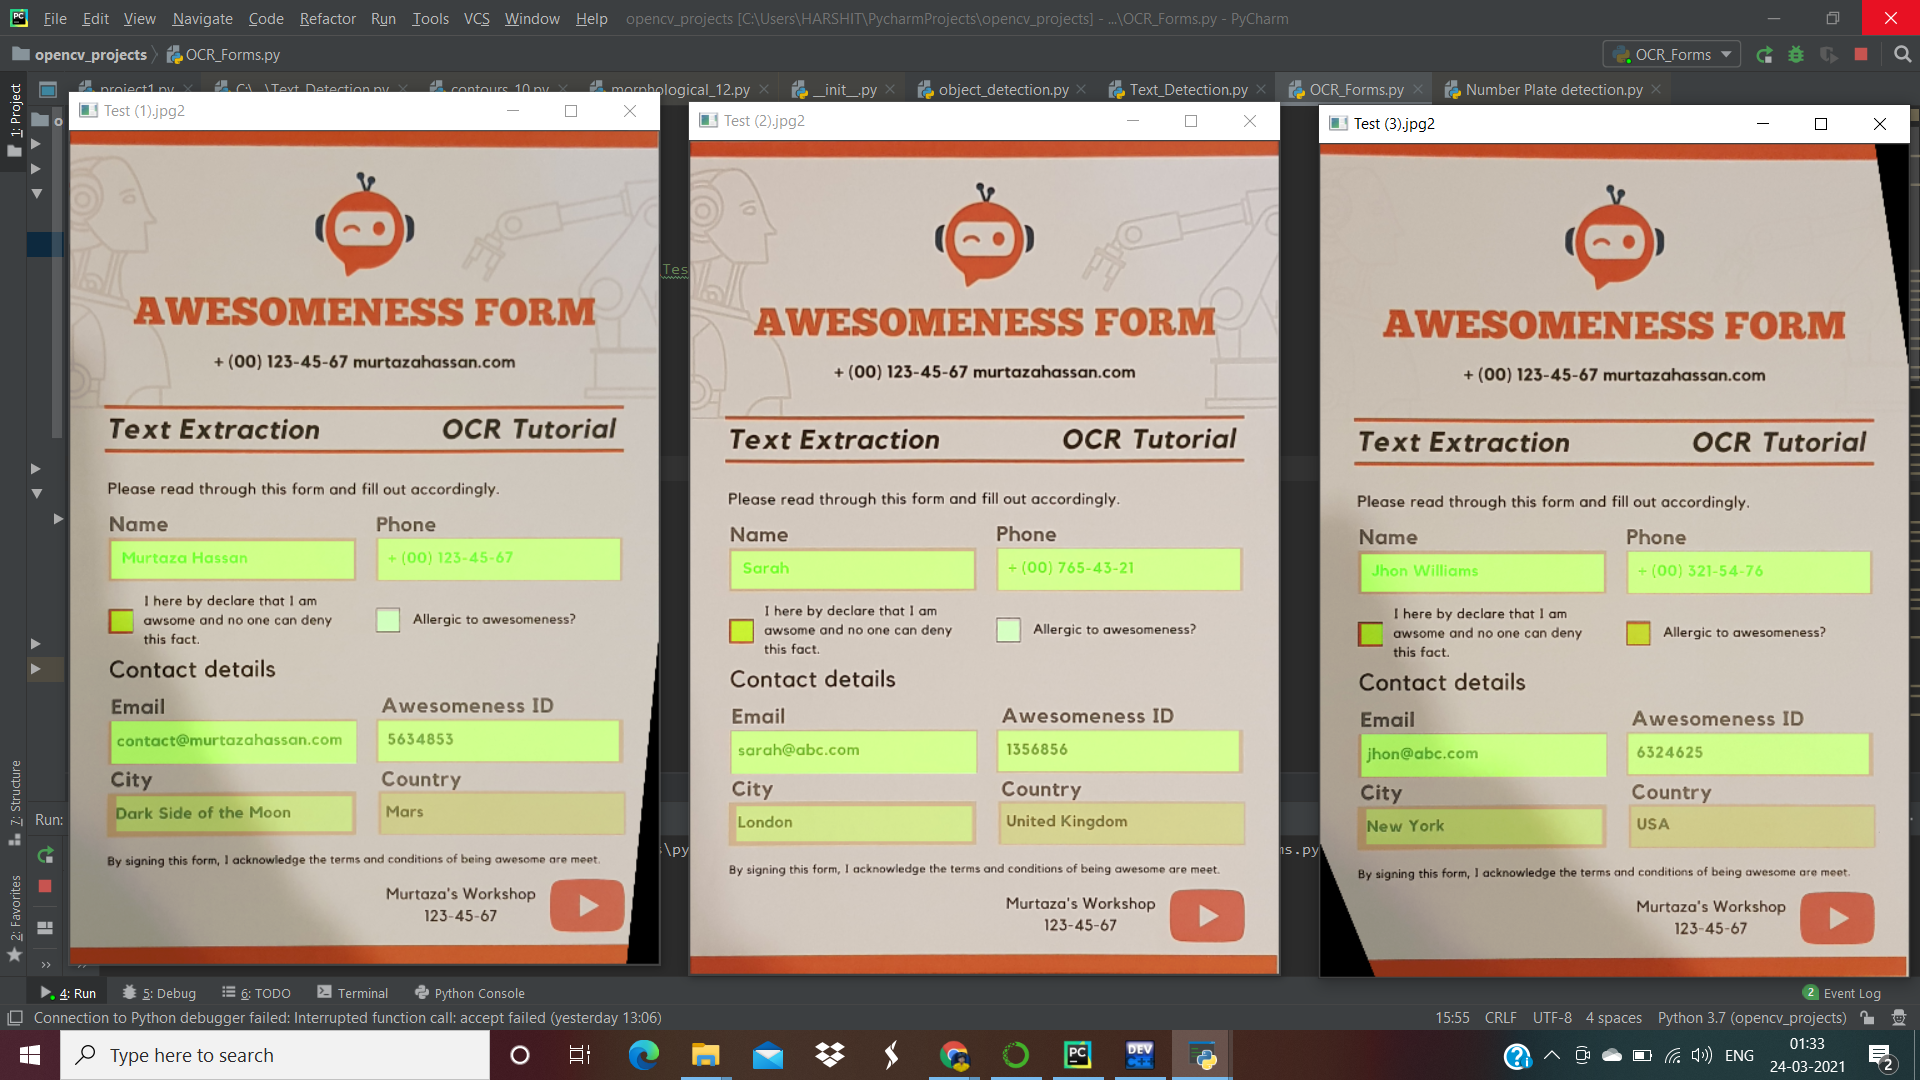 File Edit View Navigate Code Refactor Run Tools VCS Window Help opencv_projects [C:\Users\HARSHIT\PycharmProjects\opencv_projects] - ...\OCR_Forms.py - PyCharm
opencv_projects OCR_Forms.py OCR_Forms
project1.py C:\...\Text_Detection.py contours_10.py morphological_12.py __init__.py object_detection.py Text_Detection.py OCR_Forms.py Number Plate detection.py
1: Project
7: Structure
2: Favorites
Test (1).jpg2
AWESOMENESS FORM
+ (00) 123-45-67 murtazahassan.com
Text Extraction OCR Tutorial
Please read through this form and fill out accordingly.
Name Phone
Murtaza Hassan + (00) 123-45-67
I here by declare that I am
awsome and no one can deny Allergic to awesomeness?
this fact.
Contact details
Email Awesomeness ID
contact@murtazahassan.com 5634853
City Country
Dark Side of the Moon Mars
By signing this form, I acknowledge the terms and conditions of being awesome are meet.
Murtaza's Workshop
123-45-67
Test (2).jpg2
AWESOMENESS FORM
+ (00) 123-45-67 murtazahassan.com
Text Extraction OCR Tutorial
Please read through this form and fill out accordingly.
Name Phone
Sarah + (00) 765-43-21
I here by declare that I am
awsome and no one can deny Allergic to awesomeness?
this fact.
Contact details
Email Awesomeness ID
sarah@abc.com 1356856
City Country
London United Kingdom
By signing this form, I acknowledge the terms and conditions of being awesome are meet.
Murtaza's Workshop
123-45-67
Test (3).jpg2
AWESOMENESS FORM
+ (00) 123-45-67 murtazahassan.com
Text Extraction OCR Tutorial
Please read through this form and fill out accordingly.
Name Phone
Jhon Williams + (00) 321-54-76
I here by declare that I am
awsome and no one can deny Allergic to awesomeness?
this fact.
Contact details
Email Awesomeness ID
jhon@abc.com 6324625
City Country
New York USA
By signing this form, I acknowledge the terms and conditions of being awesome are meet.
Murtaza's Workshop
123-45-67
Tes
Run:
s\py
ms.py
4: Run 5: Debug 6: TODO Terminal Python Console 2 Event Log
Connection to Python debugger failed: Interrupted function call: accept failed (yesterday 13:06) 15:55 CRLF UTF-8 4 spaces Python 3.7 (opencv_projects)
Type here to search PC DEV C++ ENG 01:33
24-03-2021 2